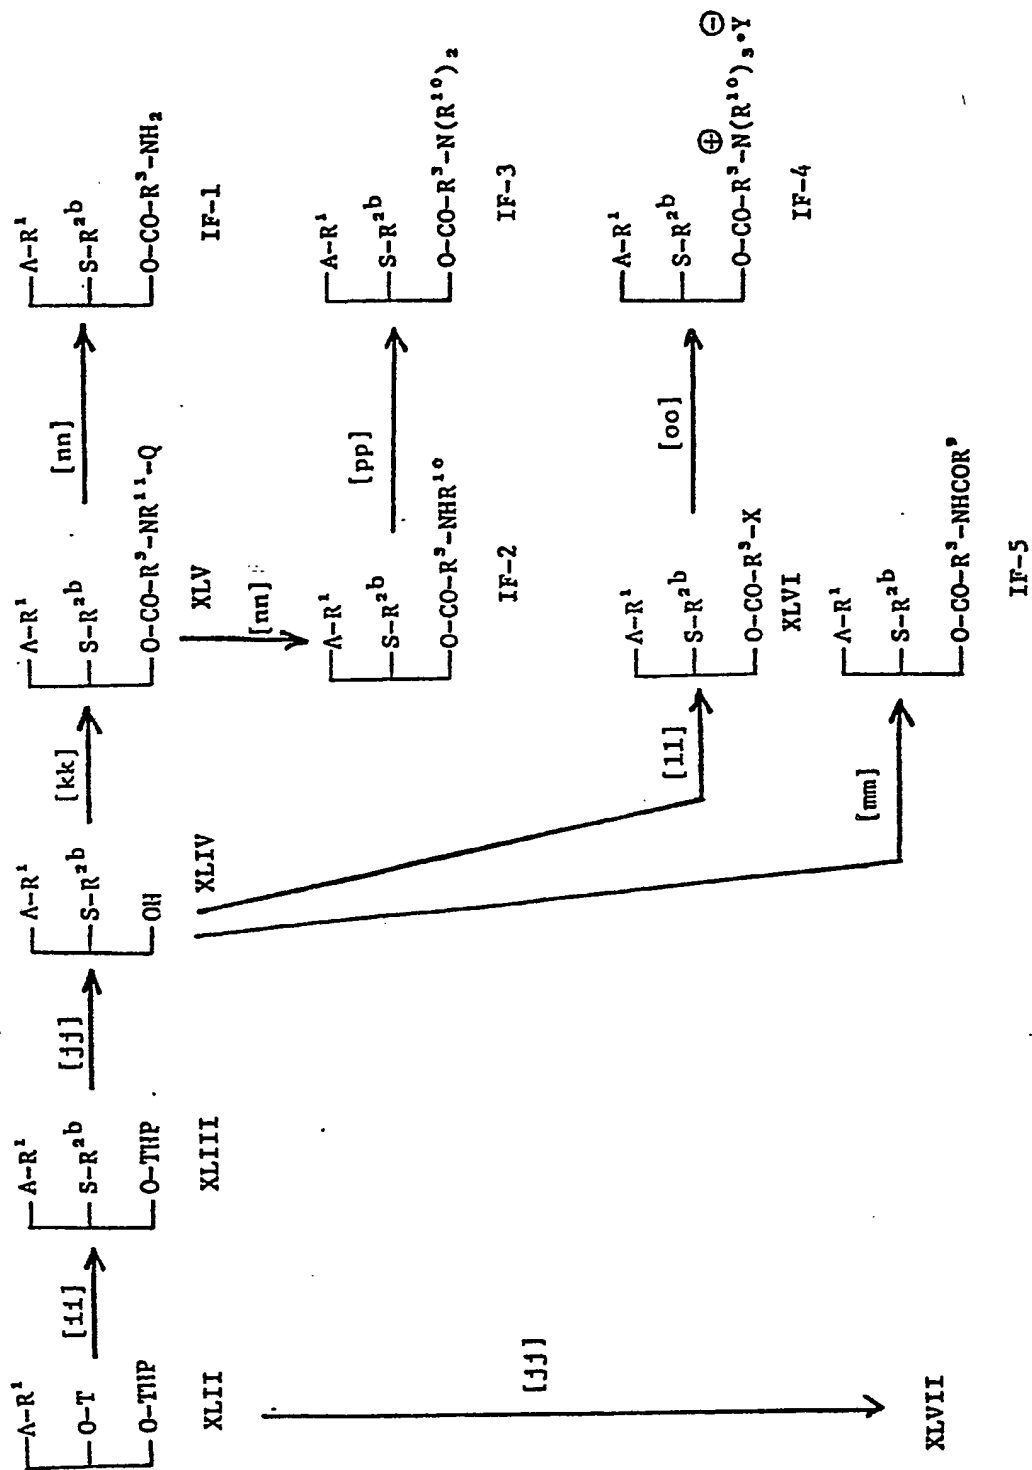 A-R¹
O-T
O-THP
XLII
[ii]
A-R¹
S-R²ᵇ
O-THP
XLIII
[jj]
A-R¹
S-R²ᵇ
OH
XLIV
[kk]
A-R¹
S-R²ᵇ
O-CO-R³-NR¹¹-Q
XLV
[nn]
A-R¹
S-R²ᵇ
O-CO-R³-NH₂
IF-1
[nn]
A-R¹
S-R²ᵇ
O-CO-R³-NHR¹⁰
IF-2
[pp]
A-R¹
S-R²ᵇ
O-CO-R³-N(R¹⁰)₂
IF-3
[ll]
A-R¹
S-R²ᵇ
O-CO-R³-X
XLVI
[oo]
A-R¹
S-R²ᵇ
⊕ ⊖
O-CO-R³-N(R¹⁰)₃·Y
IF-4
[mm]
A-R¹
S-R²ᵇ
O-CO-R³-NHCOR⁹
IF-5
[jj]
XLVII